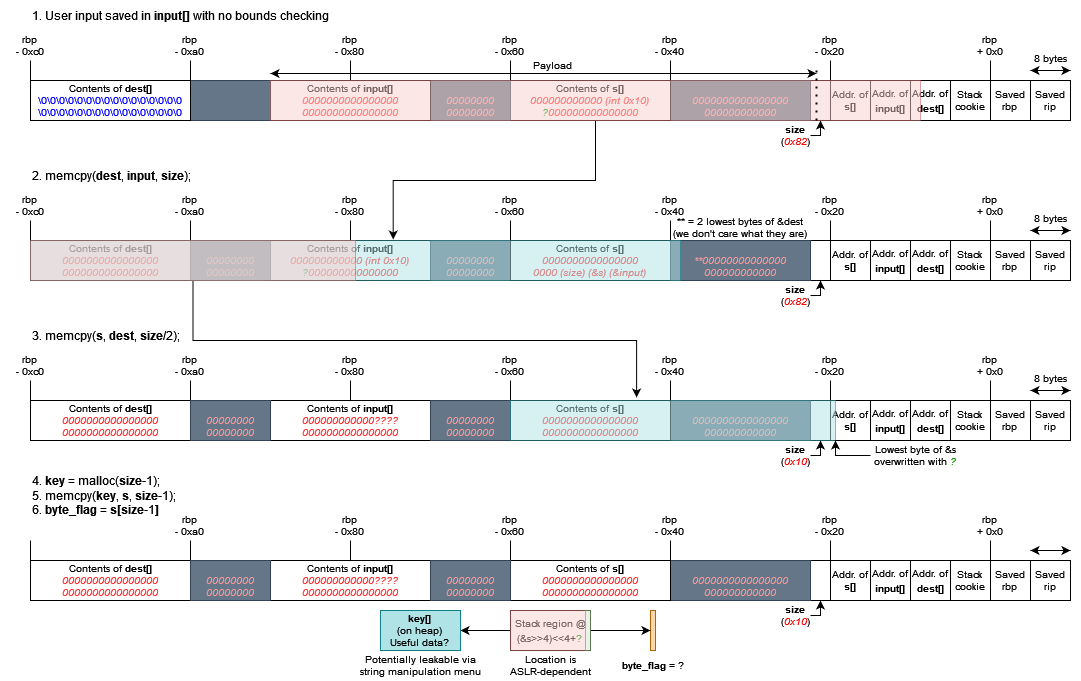 1. User input saved in input[] with no bounds checking
rbp - 0xc0
rbp - 0xa0
rbp - 0x80
rbp - 0x60
rbp - 0x40
rbp - 0x20
rbp + 0x0
8 bytes
Payload
Contents of dest[]
\0\0\0\0\0\0\0\0\0\0\0\0\0\0\0\0
\0\0\0\0\0\0\0\0\0\0\0\0\0\0\0\0
Contents of input[]
0000000000000000
0000000000000000
00000000
00000000
Contents of s[]
000000000000 (int 0x10)
?000000000000000
0000000000000000
000000000000
Addr. of s[]
Addr. of input[]
Addr. of dest[]
Stack cookie
Saved rbp
Saved rip
size
(0x82)
2. memcpy(dest, input, size);
rbp - 0xc0
rbp - 0xa0
rbp - 0x80
rbp - 0x60
rbp - 0x40
rbp - 0x20
rbp + 0x0
8 bytes
** = 2 lowest bytes of &dest
(we don't care what they are)
Contents of dest[]
0000000000000000
0000000000000000
00000000
00000000
Contents of input[]
000000000000 (int 0x10)
?000000000000000
00000000
00000000
Contents of s[]
0000000000000000
0000 (size) (&s) (&input)
**00000000000000
000000000000
Addr. of s[]
Addr. of input[]
Addr. of dest[]
Stack cookie
Saved rbp
Saved rip
size
(0x82)
3. memcpy(s, dest, size/2);
rbp - 0xc0
rbp - 0xa0
rbp - 0x80
rbp - 0x60
rbp - 0x40
rbp - 0x20
rbp + 0x0
8 bytes
Contents of dest[]
0000000000000000
0000000000000000
00000000
00000000
Contents of input[]
000000000000????
0000000000000000
00000000
00000000
Contents of s[]
0000000000000000
0000000000000000
0000000000000000
000000000000
Addr. of s[]
Addr. of input[]
Addr. of dest[]
Stack cookie
Saved rbp
Saved rip
size
(0x10)
Lowest byte of &s
overwritten with ?
4. key = malloc(size-1);
5. memcpy(key, s, size-1);
6. byte_flag = s[size-1]
rbp - 0xa0
rbp - 0x80
rbp - 0x60
rbp - 0x40
rbp - 0x20
rbp + 0x0
Contents of dest[]
0000000000000000
0000000000000000
00000000
00000000
Contents of input[]
000000000000????
0000000000000000
00000000
00000000
Contents of s[]
0000000000000000
0000000000000000
0000000000000000
000000000000
Addr. of s[]
Addr. of input[]
Addr. of dest[]
Stack cookie
Saved rbp
Saved rip
size
(0x10)
key[]
(on heap)
Useful data?
Potentially leakable via
string manipulation menu
Stack region @
(&s>>4)<<4+?
Location is
ASLR-dependent
byte_flag = ?